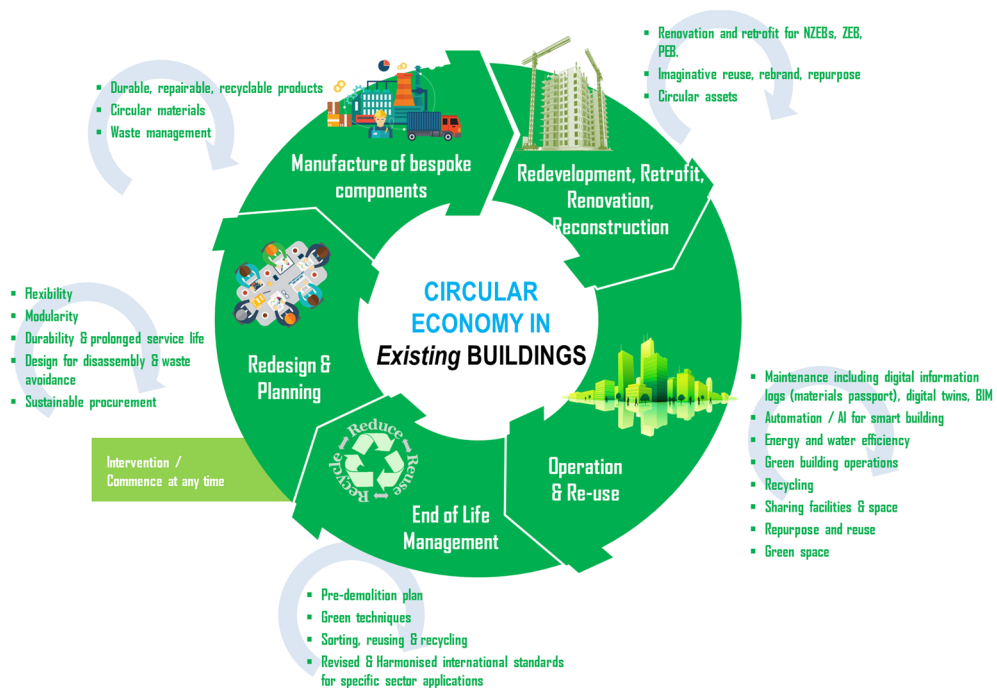 Renovation and retrofit for NZEBs, ZEB,
PEB.
Imaginative reuse, rebrand, repurpose
Circular assets
Durable, repairable, recyclable products
Circular materials
Waste management
Manufacture of bespoke
components
Redevelopment, Retrofit,
Renovation,
Reconstruction
CIRCULAR
ECONOMY IN
Existing BUILDINGS
Flexibility
Modularity
Durability & prolonged service life
Design for disassembly & waste
avoidance
Sustainable procurement
Redesign &
Planning
Maintenance including digital information
logs (materials passport), digital twins, BIM
Automation / AI for smart building
Energy and water efficiency
Green building operations
Recycling
Sharing facilities & space
Repurpose and reuse
Green space
Intervention /
Commence at any time
Reduce
Reuse
Recycle
Operation
& Re-use
End of Life
Management
Pre-demolition plan
Green techniques
Sorting, reusing & recycling
Revised & Harmonised international standards
for specific sector applications